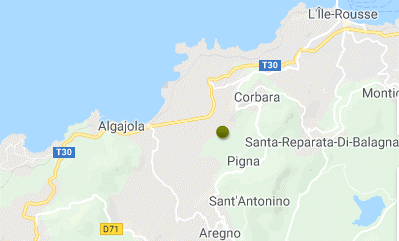 L'Île-Rousse
T30
Corbara
Montic
Algajola
Santa-Reparata-Di-Balagna
T30
Pigna
Sant'Antonino
D71
Aregno